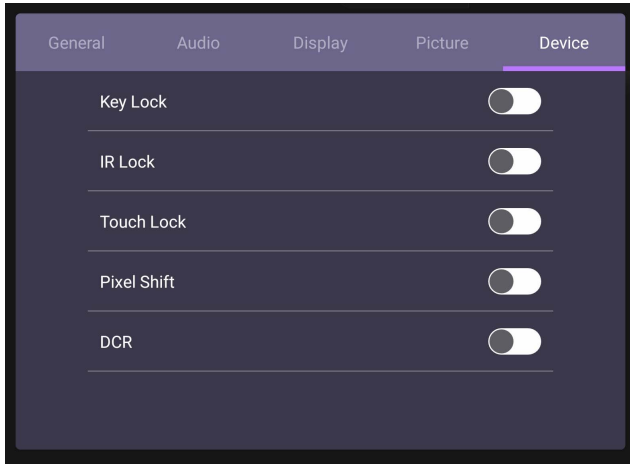 General Audio Display Picture Device
Key Lock
IR Lock
Touch Lock
Pixel Shift
DCR